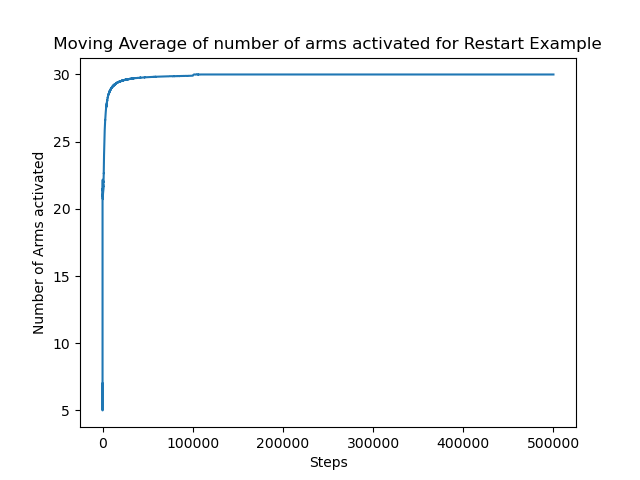 Moving Average of number of arms activated for Restart Example
30
25
20
15
10
5
Number of Arms activated
0 100000 200000 300000 400000 500000
Steps